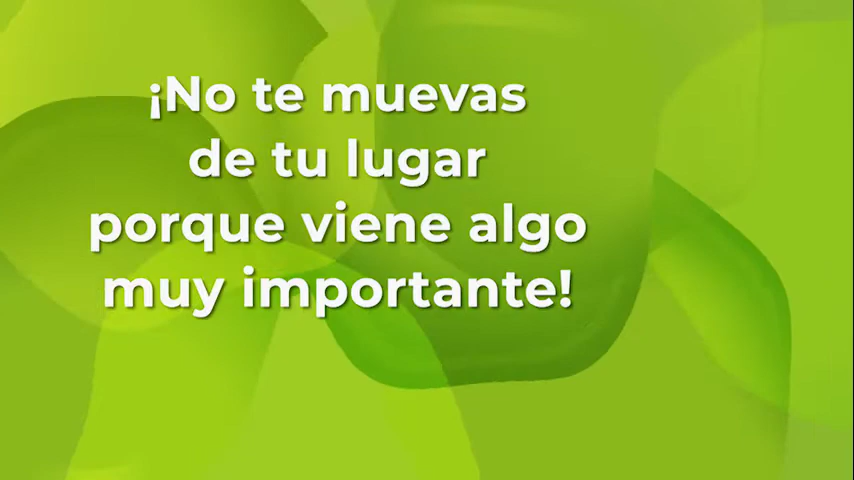 ¡No te muevas
de tu lugar
porque viene algo
muy importante!